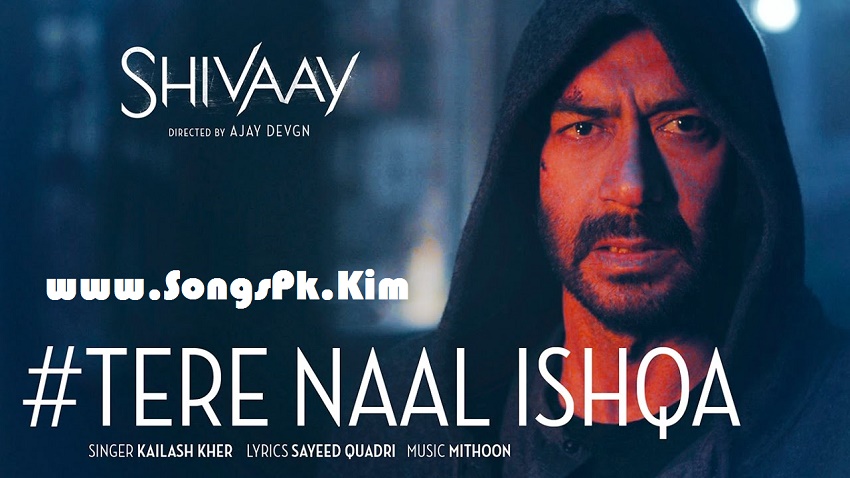 SHIVAAY
DIRECTED BY AJAY DEVGN
www.SongsPk.Kim
#TERE NAAL ISHQA
SINGER KAILASH KHER LYRICS SAYEED QUADRI MUSIC MITHOON